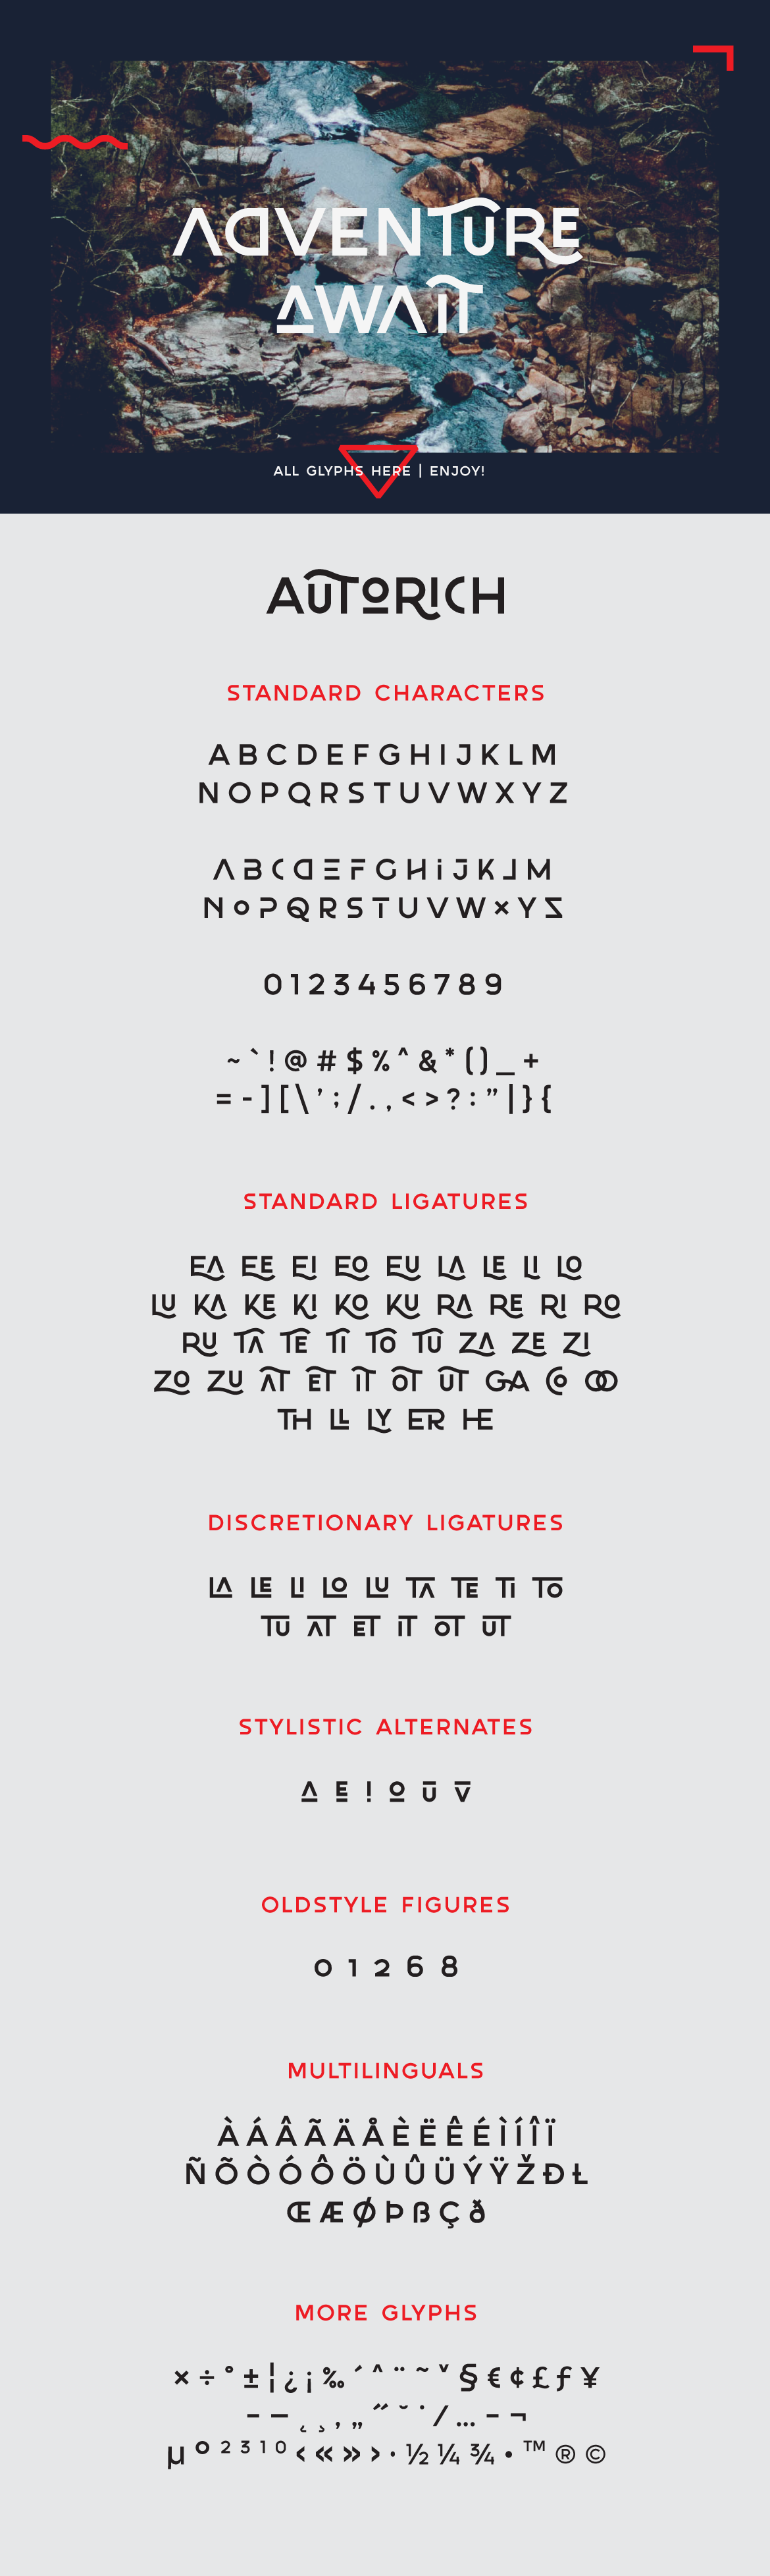 ADVENTURE
AWAIT
ALL GLYPHS HERE | ENJOY!
AUTORICH
STANDARD CHARACTERS
A B C D E F G H I J K L M
N O P Q R S T U V W X Y Z
A B C D E F G H i J K L M
N O P Q R S T U V W X Y Z
0 1 2 3 4 5 6 7 8 9
~ ` ! @ # $ % ^ & * ( ) _ +
= - ] [ \ ' ; / . , < > ? : ” | } {
STANDARD LIGATURES
EA EE EI EO EU LA LE LI LO
LU KA KE KI KO KU RA RE RI RO
RU TA TE TI TO TU ZA ZE ZI
ZO ZU AT ET IT OT UT GA CO OO
TH LL LY ER HE
DISCRETIONARY LIGATURES
LA LE LI LO LU TA TE TI TO
TU AT ET IT OT UT
STYLISTIC ALTERNATES
A E I O U V
OLDSTYLE FIGURES
0 1 2 6 8
MULTILINGUALS
À Á Â Ã Ä Å È Ë Ê É Ì Í Î Ï
Ñ Õ Ò Ó Ô Ö Ù Û Ü Ý Ÿ Ž Đ Ł
Œ Æ Ø Þ ß Ç ð
MORE GLYPHS
× ÷ ° ± ¦ ¿ ¡ ‰ ´ ^ ¨ ~ ˇ § € ¢ £ ƒ ¥
– — ˛ ¸ ‚ „ ˝ ˘ ˙ ⁄ … - ¬
µ º ² ³ ¹ ⁰ ‹ « » › · ½ ¼ ¾ • ™ ® ©